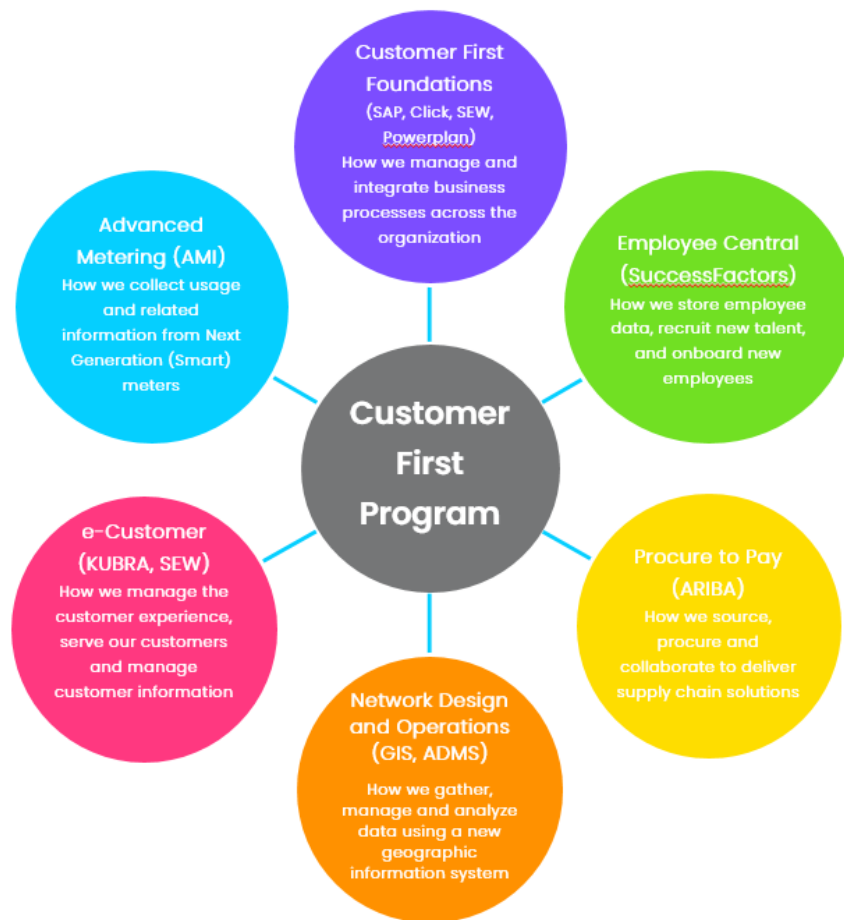 Customer First
Foundations
(SAP, Click, SEW,
Powerplan)
How we manage and
integrate business
processes across the
organization
Advanced
Metering (AMI)
How we collect usage
and related
information from Next
Generation (Smart)
meters
Employee Central
(SuccessFactors)
How we store employee
data, recruit new talent,
and onboard new
employees
Customer
First
Program
e-Customer
(KUBRA, SEW)
How we manage the
customer experience,
serve our customers
and manage
customer information
Procure to Pay
(ARIBA)
How we source,
procure and
collaborate to deliver
supply chain solutions
Network Design
and Operations
(GIS, ADMS)
How we gather,
manage and analyze
data using a new
geographic
information system